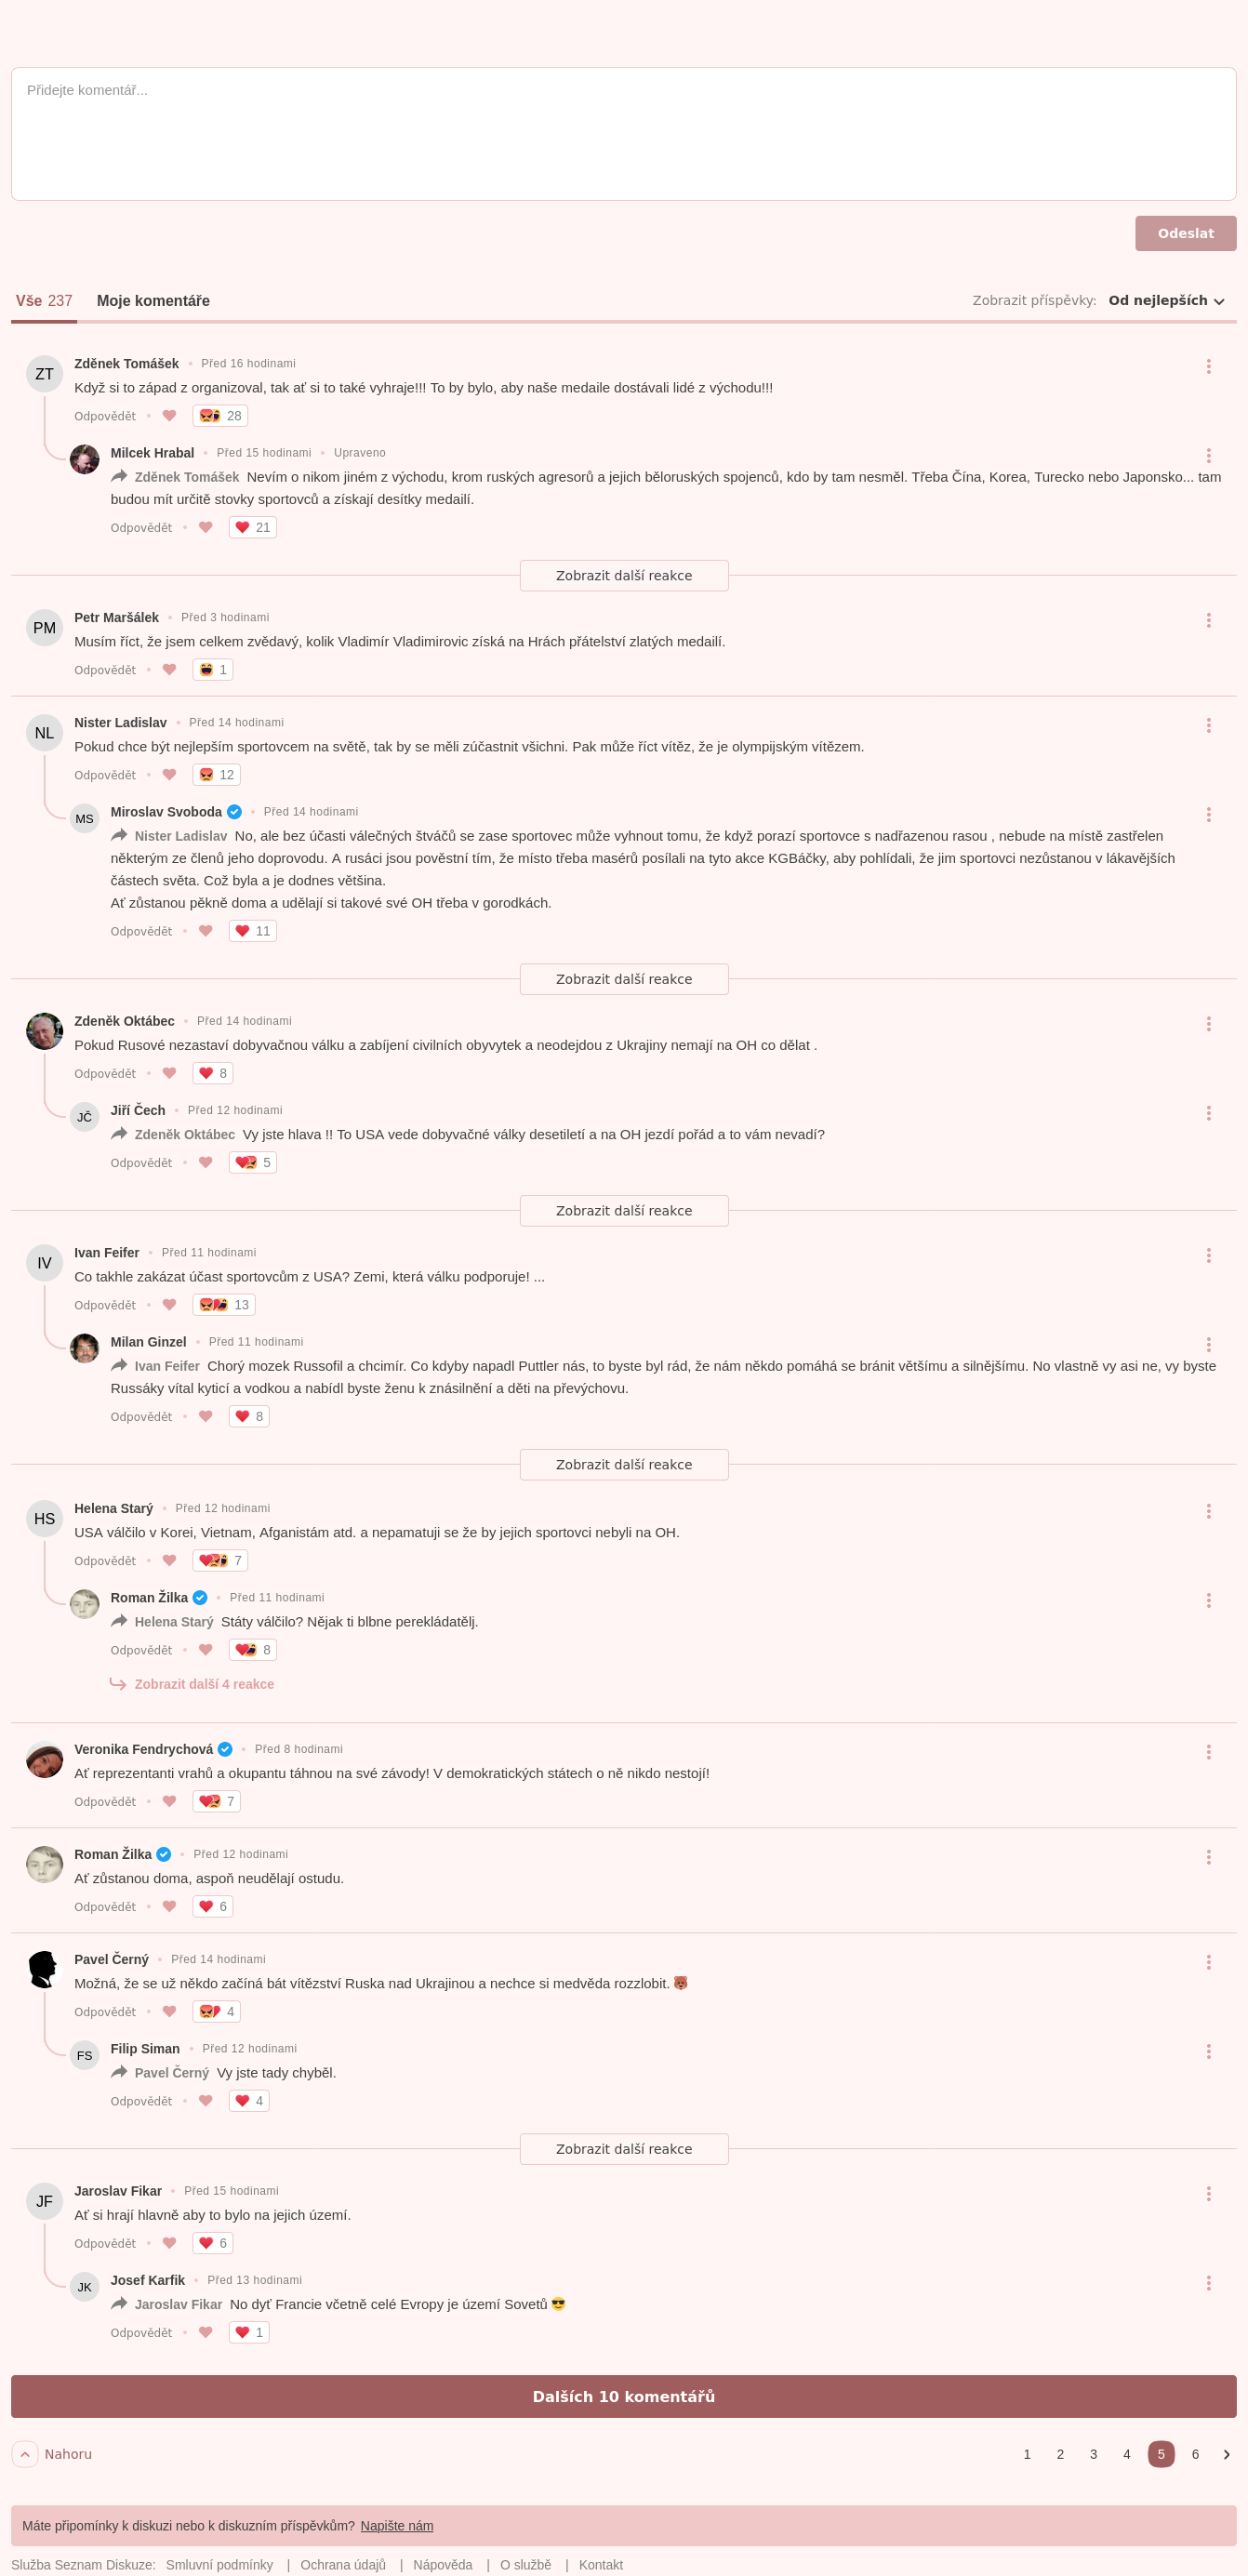 Přidejte komentář...
Odeslat
Vše 237 Moje komentáře Zobrazit příspěvky: Od nejlepších
ZT Zděnek Tomášek • Před 16 hodinami
Když si to západ z organizoval, tak ať si to také vyhraje!!! To by bylo, aby naše medaile dostávali lidé z východu!!!
Odpovědět • 28
Milcek Hrabal • Před 15 hodinami • Upraveno
Zděnek Tomášek Nevím o nikom jiném z východu, krom ruských agresorů a jejich běloruských spojenců, kdo by tam nesměl. Třeba Čína, Korea, Turecko nebo Japonsko... tam
budou mít určitě stovky sportovců a získají desítky medailí.
Odpovědět • 21
Zobrazit další reakce
PM Petr Maršálek • Před 3 hodinami
Musím říct, že jsem celkem zvědavý, kolik Vladimír Vladimirovic získá na Hrách přátelství zlatých medailí.
Odpovědět • 1
NL Nister Ladislav • Před 14 hodinami
Pokud chce být nejlepším sportovcem na světě, tak by se měli zúčastnit všichni. Pak může říct vítěz, že je olympijským vítězem.
Odpovědět • 12
MS Miroslav Svoboda • Před 14 hodinami
Nister Ladislav No, ale bez účasti válečných štváčů se zase sportovec může vyhnout tomu, že když porazí sportovce s nadřazenou rasou , nebude na místě zastřelen
některým ze členů jeho doprovodu. A rusáci jsou pověstní tím, že místo třeba masérů posílali na tyto akce KGBáčky, aby pohlídali, že jim sportovci nezůstanou v lákavějších
částech světa. Což byla a je dodnes většina.
Ať zůstanou pěkně doma a udělají si takové své OH třeba v gorodkách.
Odpovědět • 11
Zobrazit další reakce
Zdeněk Oktábec • Před 14 hodinami
Pokud Rusové nezastaví dobyvačnou válku a zabíjení civilních obyvytek a neodejdou z Ukrajiny nemají na OH co dělat .
Odpovědět • 8
JČ Jiří Čech • Před 12 hodinami
Zdeněk Oktábec Vy jste hlava !! To USA vede dobyvačné války desetiletí a na OH jezdí pořád a to vám nevadí?
Odpovědět • 5
Zobrazit další reakce
IV Ivan Feifer • Před 11 hodinami
Co takhle zakázat účast sportovcům z USA? Zemi, která válku podporuje! ...
Odpovědět • 13
Milan Ginzel • Před 11 hodinami
Ivan Feifer Chorý mozek Russofil a chcimír. Co kdyby napadl Puttler nás, to byste byl rád, že nám někdo pomáhá se bránit většímu a silnějšímu. No vlastně vy asi ne, vy byste
Russáky vítal kyticí a vodkou a nabídl byste ženu k znásilnění a děti na převýchovu.
Odpovědět • 8
Zobrazit další reakce
HS Helena Starý • Před 12 hodinami
USA válčilo v Korei, Vietnam, Afganistám atd. a nepamatuji se že by jejich sportovci nebyli na OH.
Odpovědět • 7
Roman Žilka • Před 11 hodinami
Helena Starý Státy válčilo? Nějak ti blbne perekládatělj.
Odpovědět • 8
Zobrazit další 4 reakce
Veronika Fendrychová • Před 8 hodinami
Ať reprezentanti vrahů a okupantu táhnou na své závody! V demokratických státech o ně nikdo nestojí!
Odpovědět • 7
Roman Žilka • Před 12 hodinami
Ať zůstanou doma, aspoň neudělají ostudu.
Odpovědět • 6
Pavel Černý • Před 14 hodinami
Možná, že se už někdo začíná bát vítězství Ruska nad Ukrajinou a nechce si medvěda rozzlobit. 🐻
Odpovědět • 4
FS Filip Siman • Před 12 hodinami
Pavel Černý Vy jste tady chyběl.
Odpovědět • 4
Zobrazit další reakce
JF Jaroslav Fikar • Před 15 hodinami
Ať si hrají hlavně aby to bylo na jejich území.
Odpovědět • 6
JK Josef Karfik • Před 13 hodinami
Jaroslav Fikar No dyť Francie včetně celé Evropy je území Sovetů 😎
Odpovědět • 1
Dalších 10 komentářů
Nahoru 1 2 3 4 5 6
Máte připomínky k diskuzi nebo k diskuzním příspěvkům? Napište nám
Služba Seznam Diskuze: Smluvní podmínky | Ochrana údajů | Nápověda | O službě | Kontakt